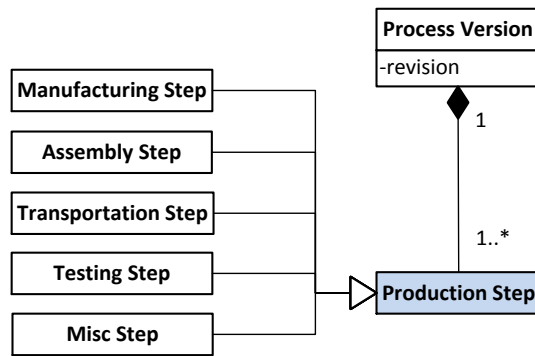 Process Version
-revision
Manufacturing Step
1
Assembly Step
Transportation Step
1..*
Testing Step
Production Step
Misc Step